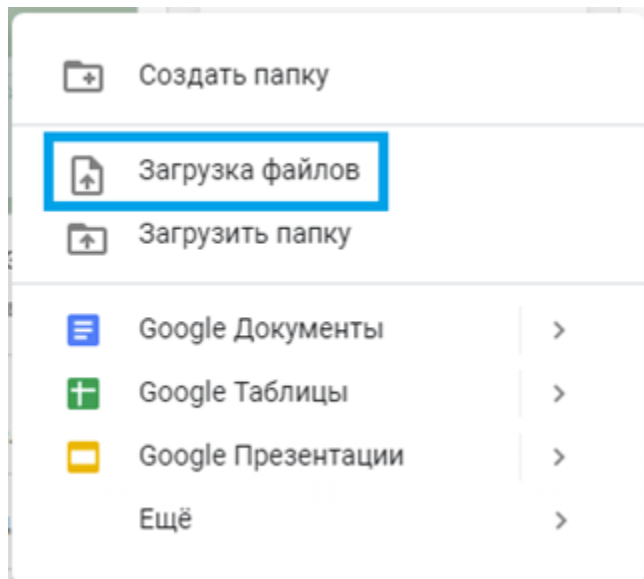 Создать папку
Загрузка файлов
Загрузить папку
Google Документы
Google Таблицы
Google Презентации
Ещё